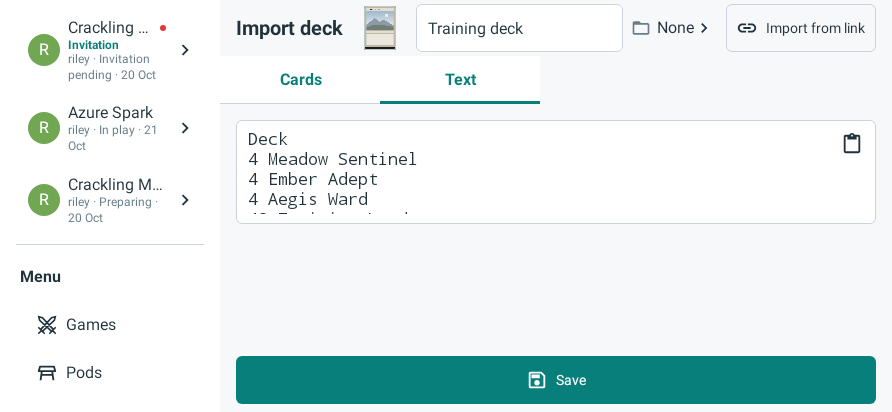 Crackling ...
Invitation
riley · Invitation
pending · 20 Oct
R
Azure Spark
riley · In play · 21
Oct
R
Crackling M...
riley · Preparing ·
20 Oct
R
Menu
Games
Pods
Import deck
Training deck
None
Import from link
Cards
Text
Deck
4 Meadow Sentinel
4 Ember Adept
4 Aegis Ward
Save